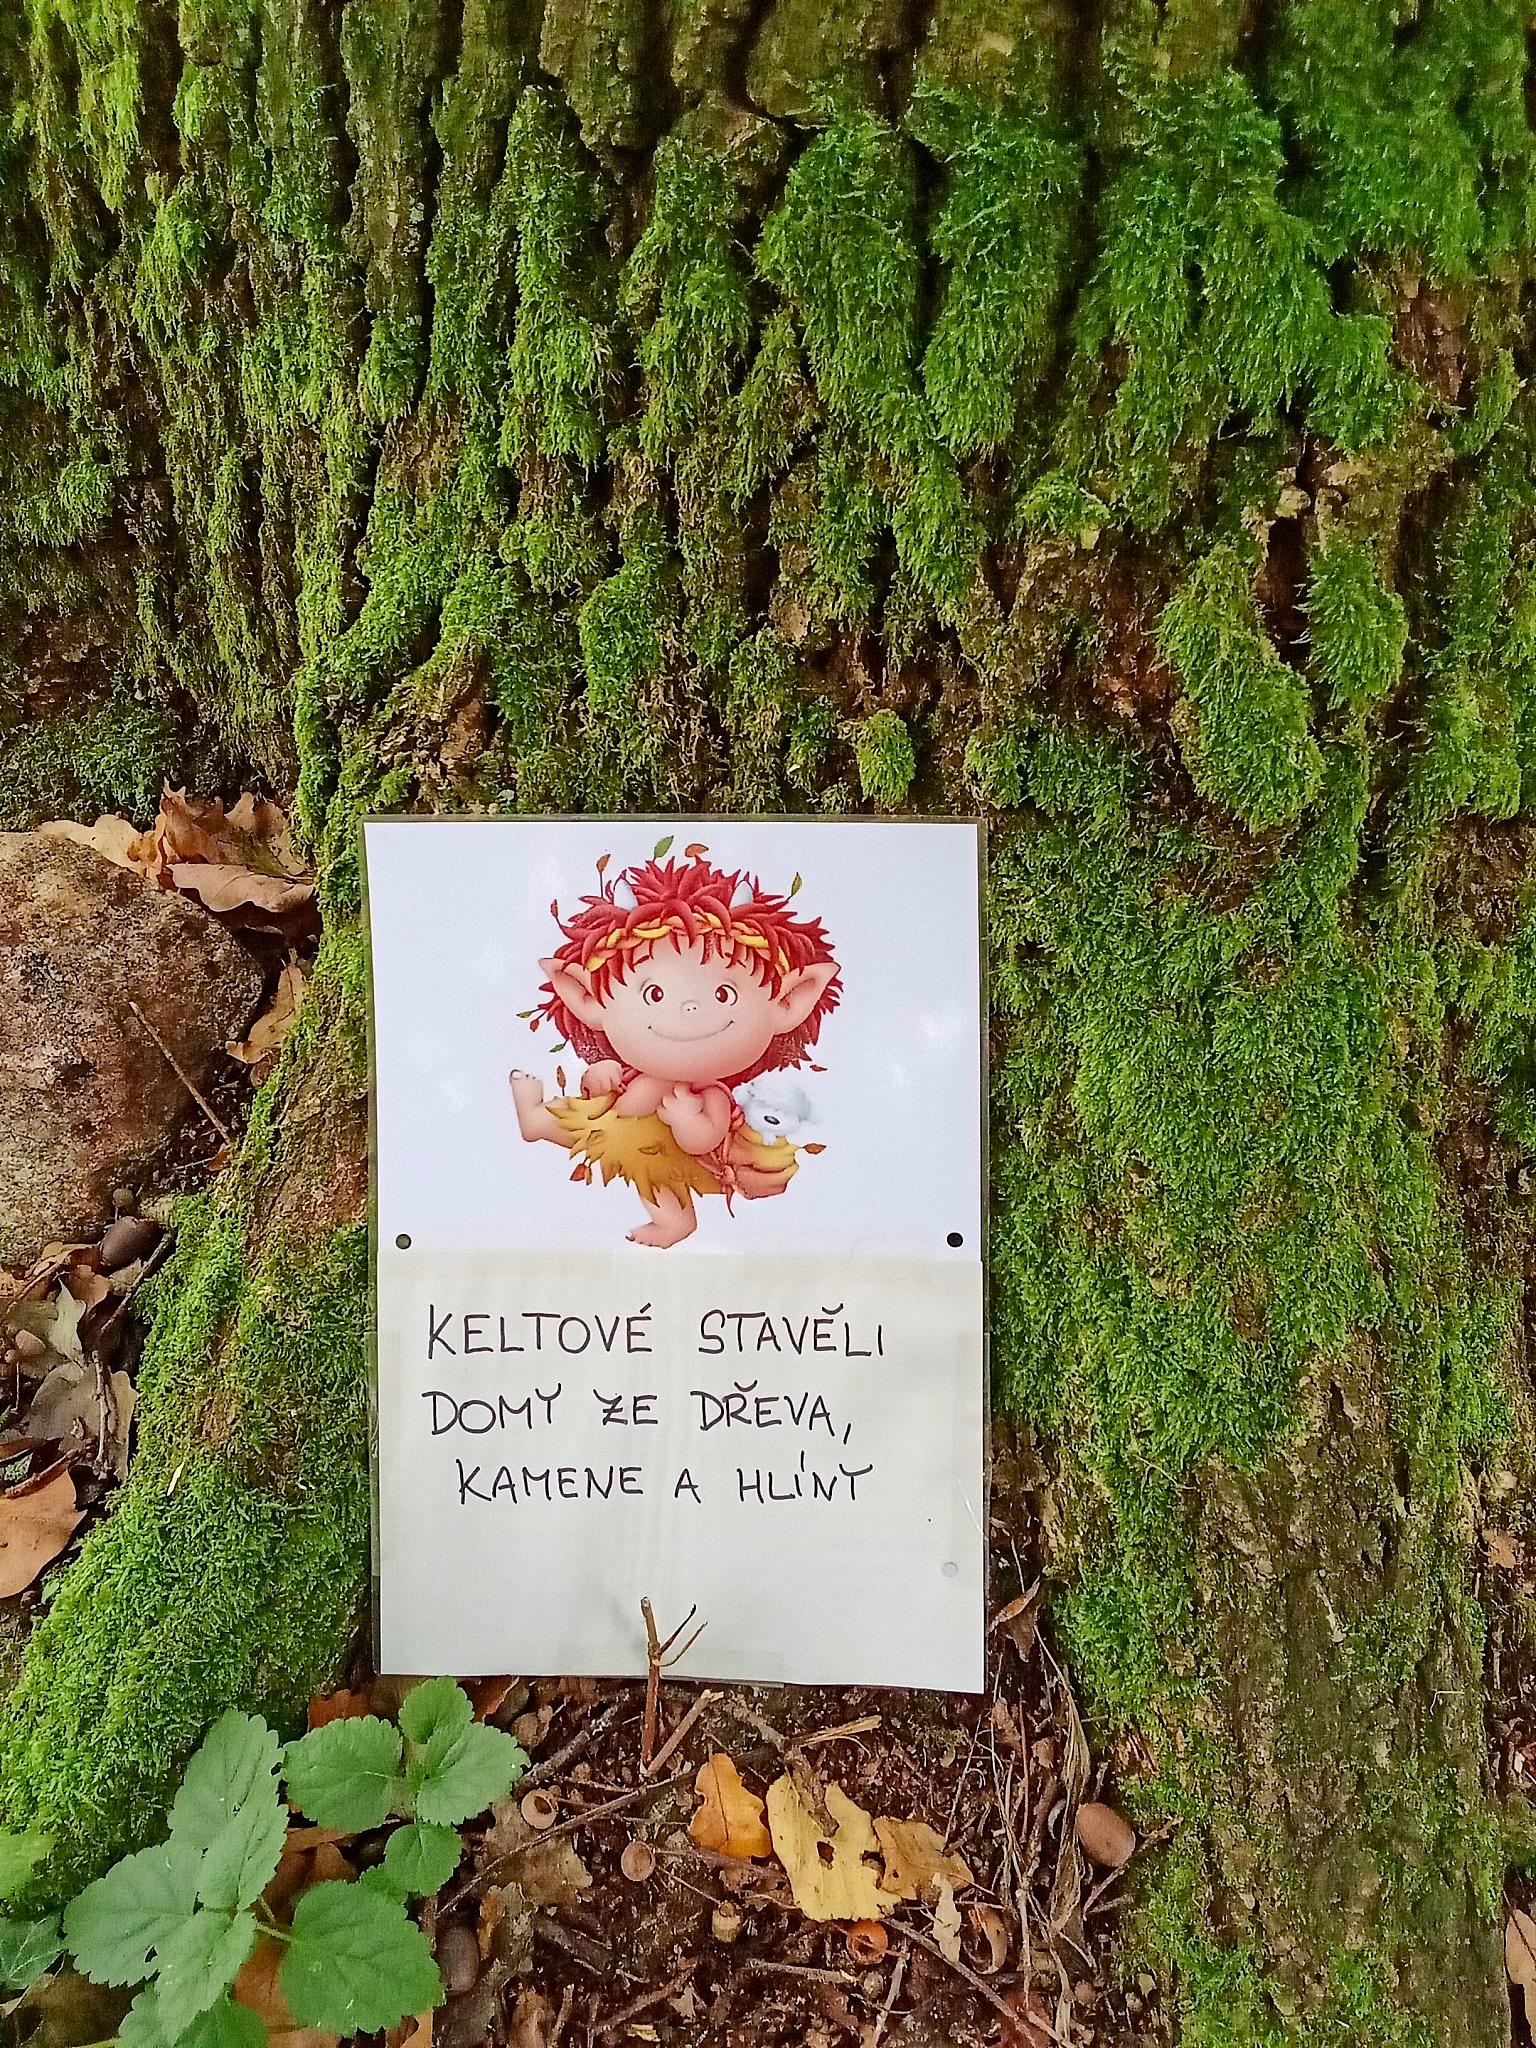 KELTOVÉ STAVĚLI
DOMY ZE DŘEVA,
KAMENE A HLÍNY